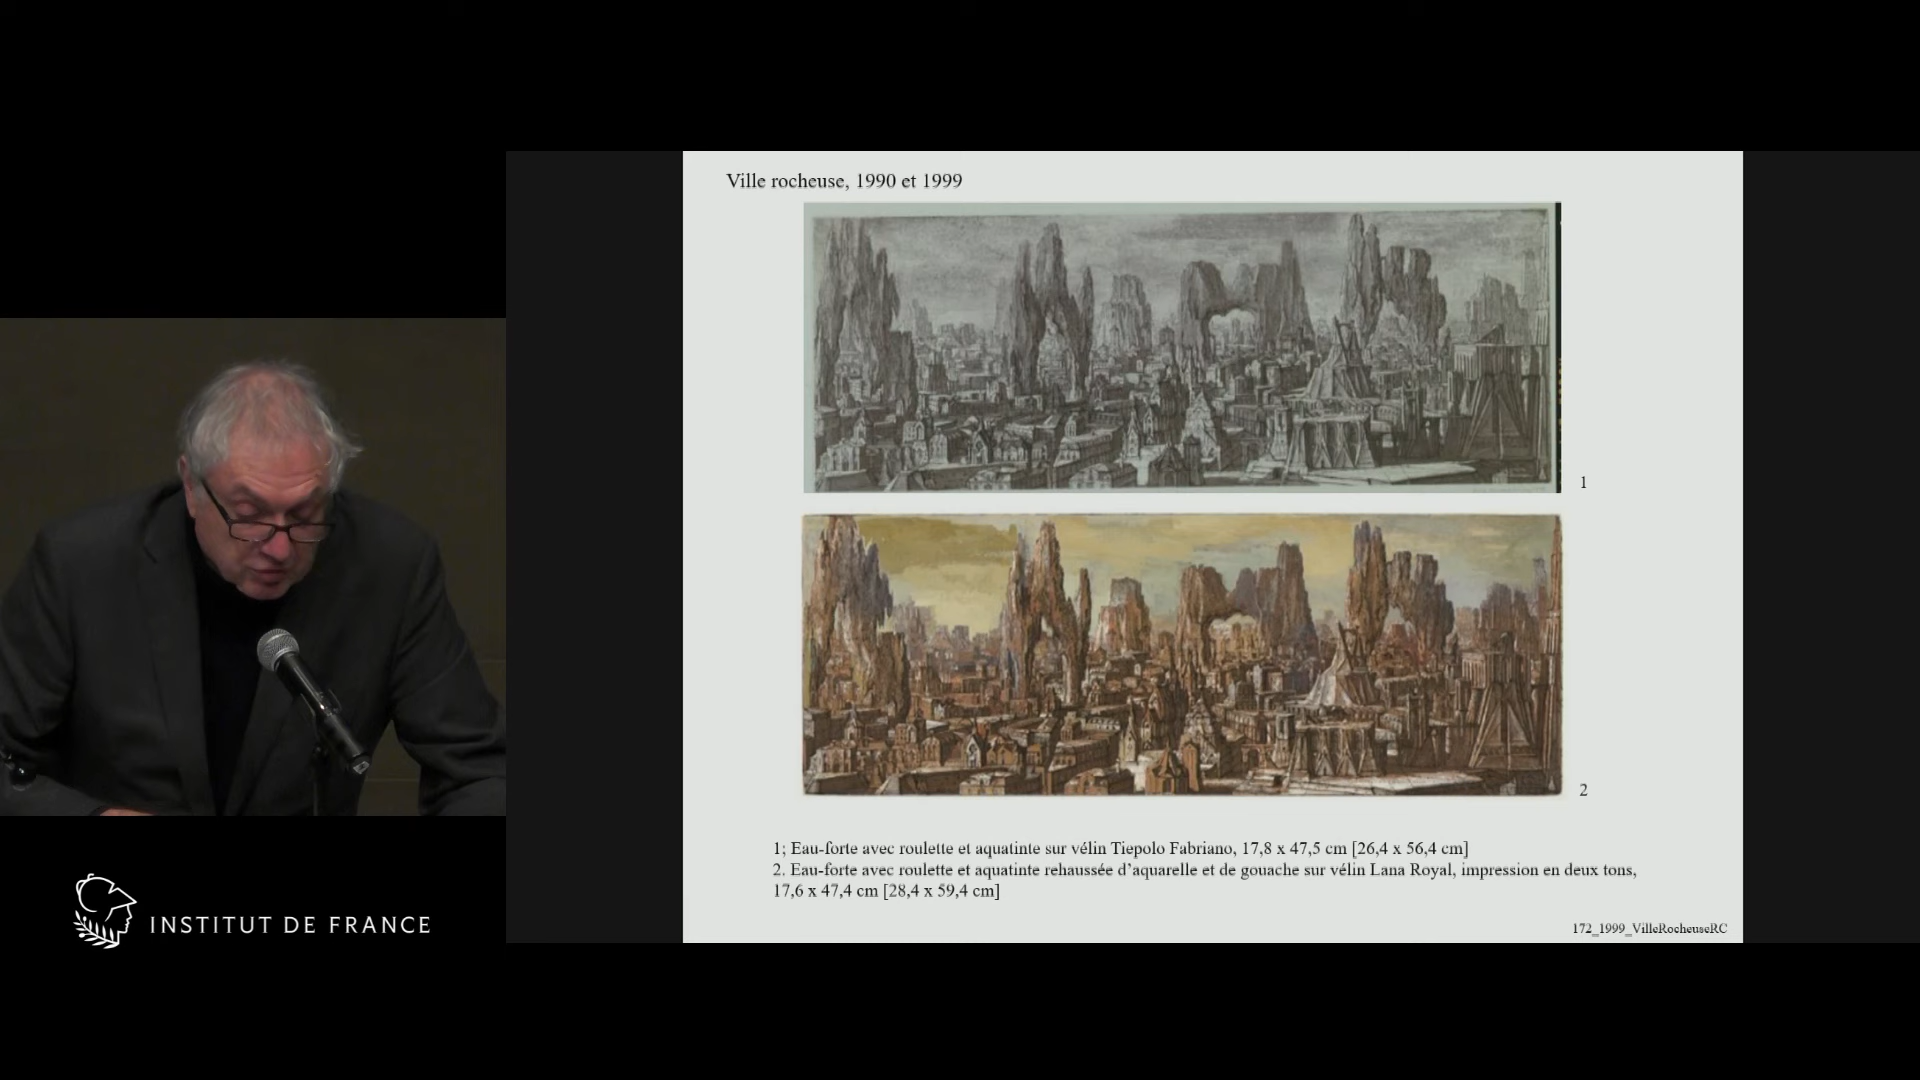 Ville rocheuse, 1990 et 1999
1
2
1; Eau-forte avec roulette et aquatinte sur vélin Tiepolo Fabriano, 17,8 x 47,5 cm [26,4 x 56,4 cm]
2. Eau-forte avec roulette et aquatinte rehaussée d’aquarelle et de gouache sur vélin Lana Royal, impression en deux tons,
17,6 x 47,4 cm [28,4 x 59,4 cm]
172_1999_VilleRocheuseRC
INSTITUT DE FRANCE